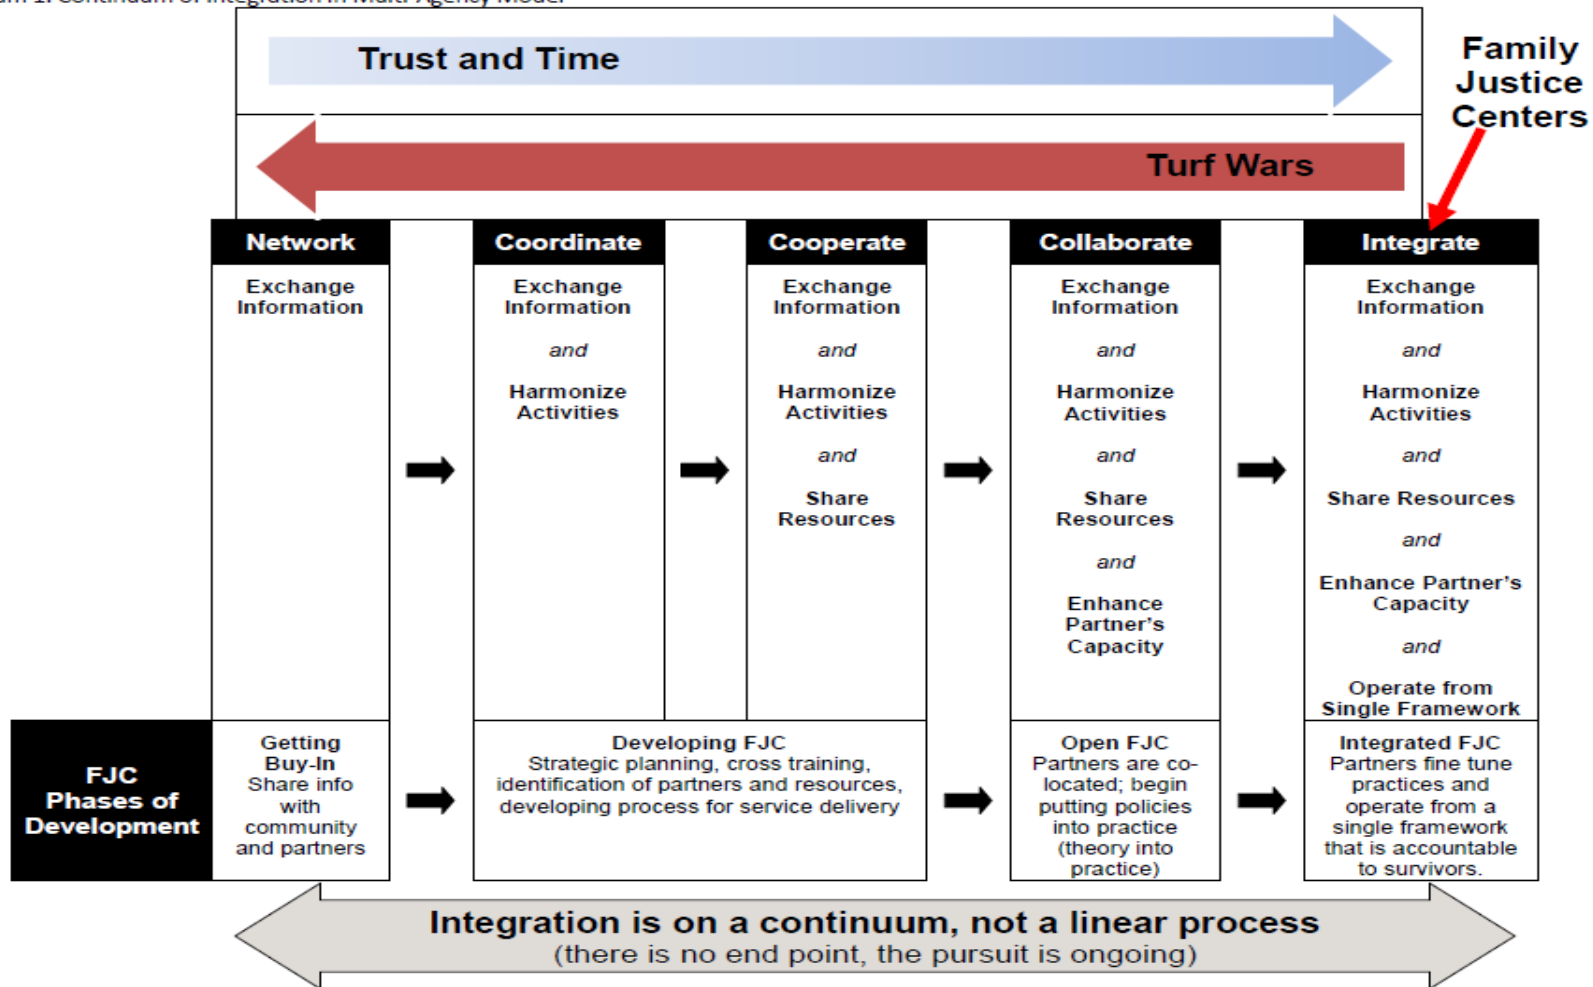 Trust and Time
Family
Justice
Centers
Turf Wars
Network
Coordinate
Cooperate
Collaborate
Integrate
Exchange
Information
Exchange
Information
and
Harmonize
Activities
Exchange
Information
and
Harmonize
Activities
and
Share
Resources
Exchange
Information
and
Harmonize
Activities
and
Share
Resources
and
Enhance
Partner's
Capacity
Exchange
Information
and
Harmonize
Activities
and
Share Resources
and
Enhance Partner's
Capacity
and
Operate from
Single Framework
FJC
Phases of
Development
Getting
Buy-In
Share info
with
community
and partners
Developing FJC
Strategic planning, cross training,
identification of partners and resources,
developing process for service delivery
Open FJC
Partners are co-
located; begin
putting policies
into practice
(theory into
practice)
Integrated FJC
Partners fine tune
practices and
operate from a
single framework
that is accountable
to survivors.
Integration is on a continuum, not a linear process
(there is no end point, the pursuit is ongoing)